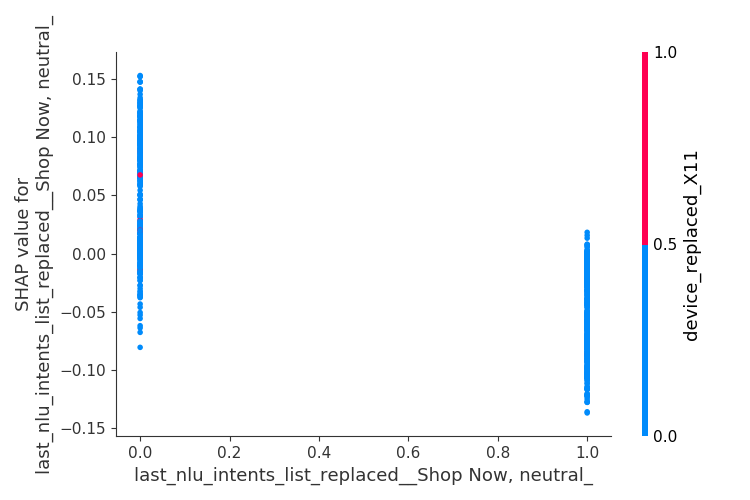 SHAP value for
last_nlu_intents_list_replaced__Shop Now, neutral_
0.15
0.10
0.05
0.00
−0.05
−0.10
−0.15
0.0 0.2 0.4 0.6 0.8 1.0
last_nlu_intents_list_replaced__Shop Now, neutral_
1.0
0.5
0.0
device_replaced_X11